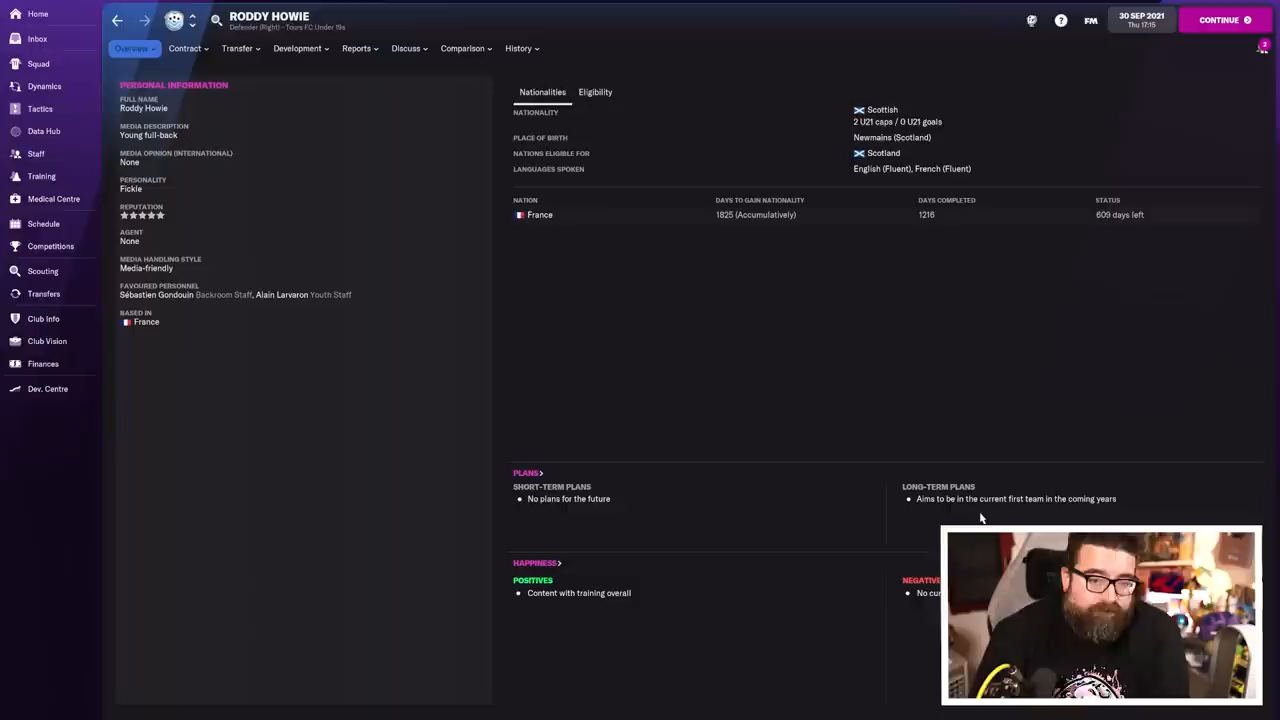 Home
Inbox
Squad
Dynamics
Tactics
Data Hub
Staff
Training
Medical Centre
Schedule
Competitions
Scouting
Transfers
Club Info
Club Vision
Finances
Dev. Centre
RODDY HOWIE
Defender (Right) - Tours FC Under 19s
?
FM
30 SEP 2021
Thu 17:15
CONTINUE
2
Overview
Contract
Transfer
Development
Reports
Discuss
Comparison
History
PERSONAL INFORMATION
FULL NAME
Roddy Howie
MEDIA DESCRIPTION
Young full-back
MEDIA OPINION (INTERNATIONAL)
None
PERSONALITY
Fickle
REPUTATION
AGENT
None
MEDIA HANDLING STYLE
Media-friendly
FAVOURED PERSONNEL
Sébastien Gondouin Backroom Staff, Alain Larvaron Youth Staff
BASED IN
France
Nationalities Eligibility
NATIONALITY
Scottish
2 U21 caps / 0 U21 goals
PLACE OF BIRTH
Newmains (Scotland)
NATIONS ELIGIBLE FOR
Scotland
LANGUAGES SPOKEN
English (Fluent), French (Fluent)
NATION DAYS TO GAIN NATIONALITY DAYS COMPLETED STATUS
France 1825 (Accumulatively) 1216 609 days left
PLANS
SHORT-TERM PLANS
No plans for the future
LONG-TERM PLANS
Aims to be in the current first team in the coming years
HAPPINESS
POSITIVES
Content with training overall
NEGATIVE
No cur